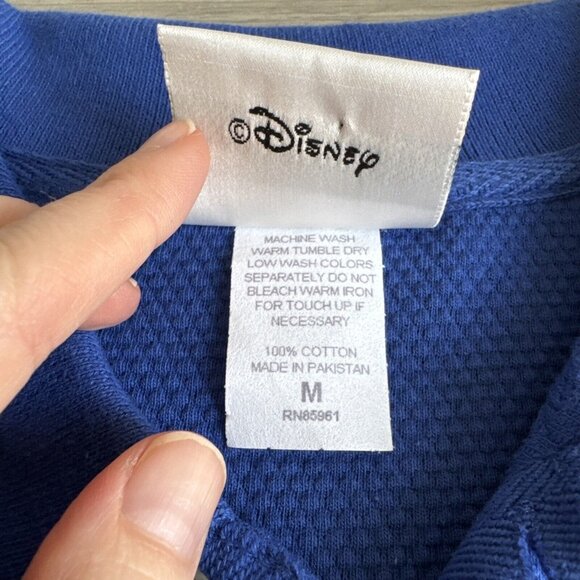 ©Disney
MACHINE WASH
WARM TUMBLE DRY
LOW WASH COLORS
SEPARATELY DO NOT
BLEACH WARM IRON
FOR TOUCH UP IF
NECESSARY
100% COTTON
MADE IN PAKISTAN
M
RN85961